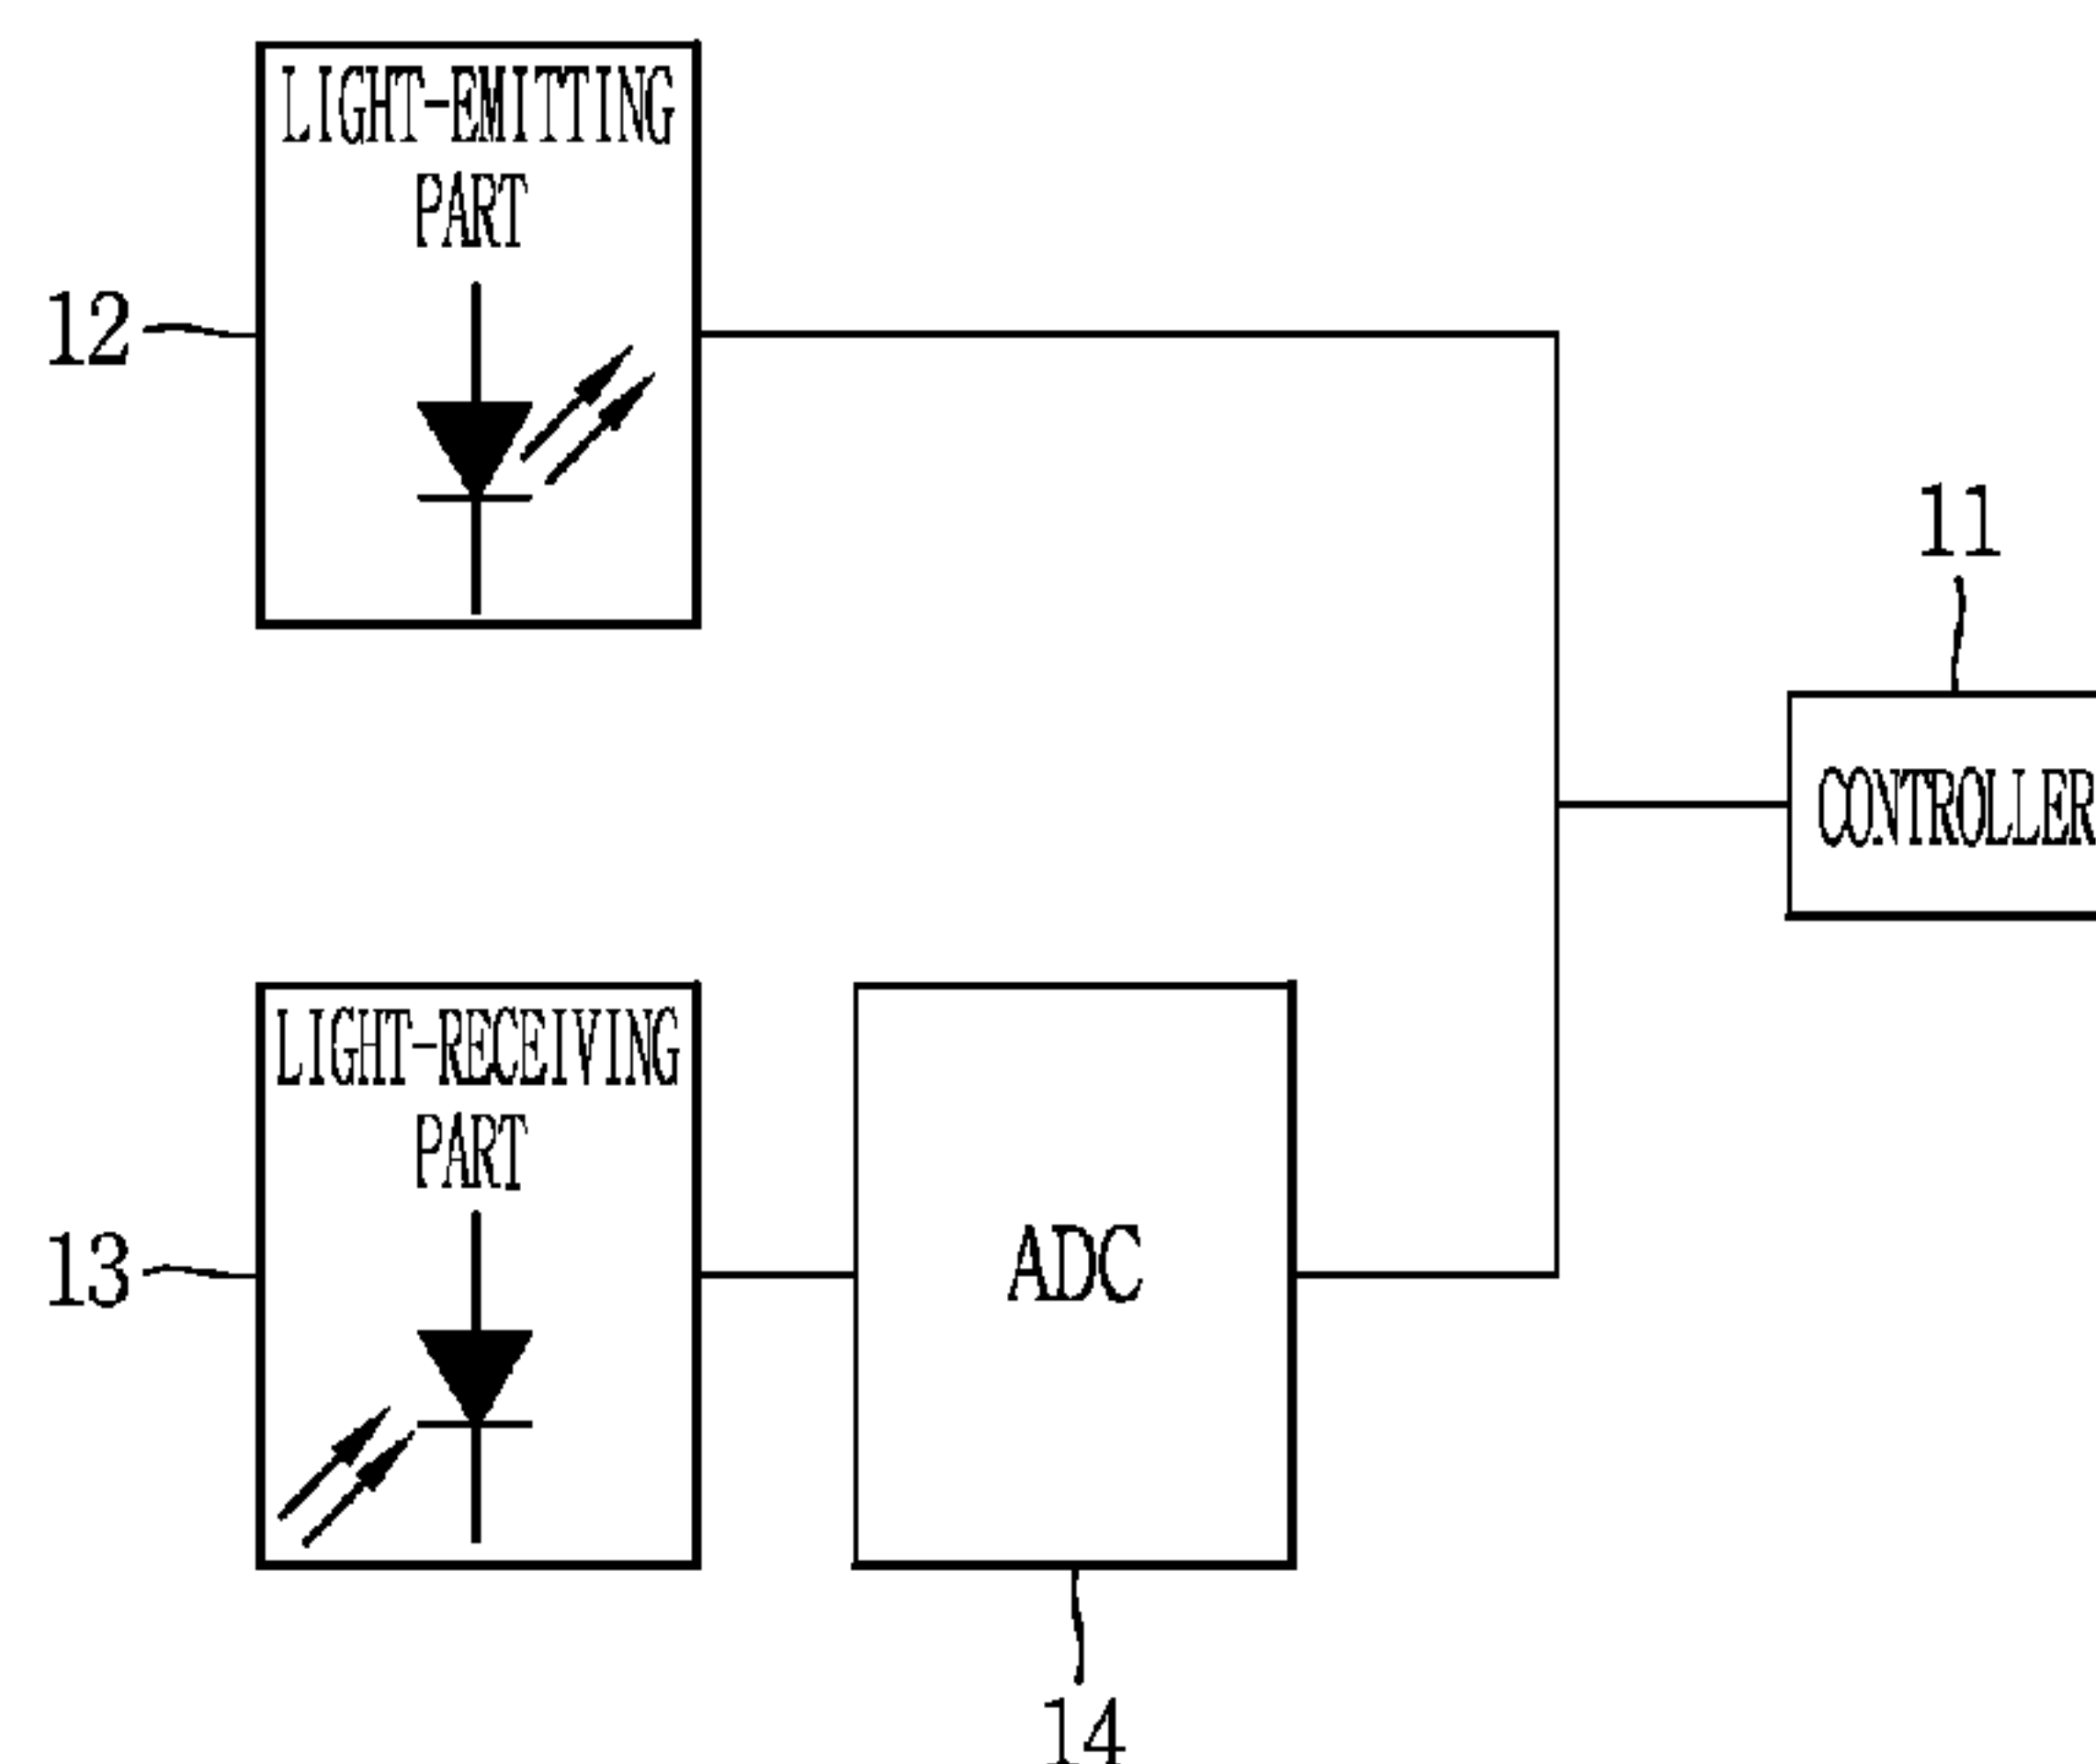 LIGHT-EMITTING
PART
12
11
CONTROLLER
LIGHT-RECEIVING
PART
13
ADC
14